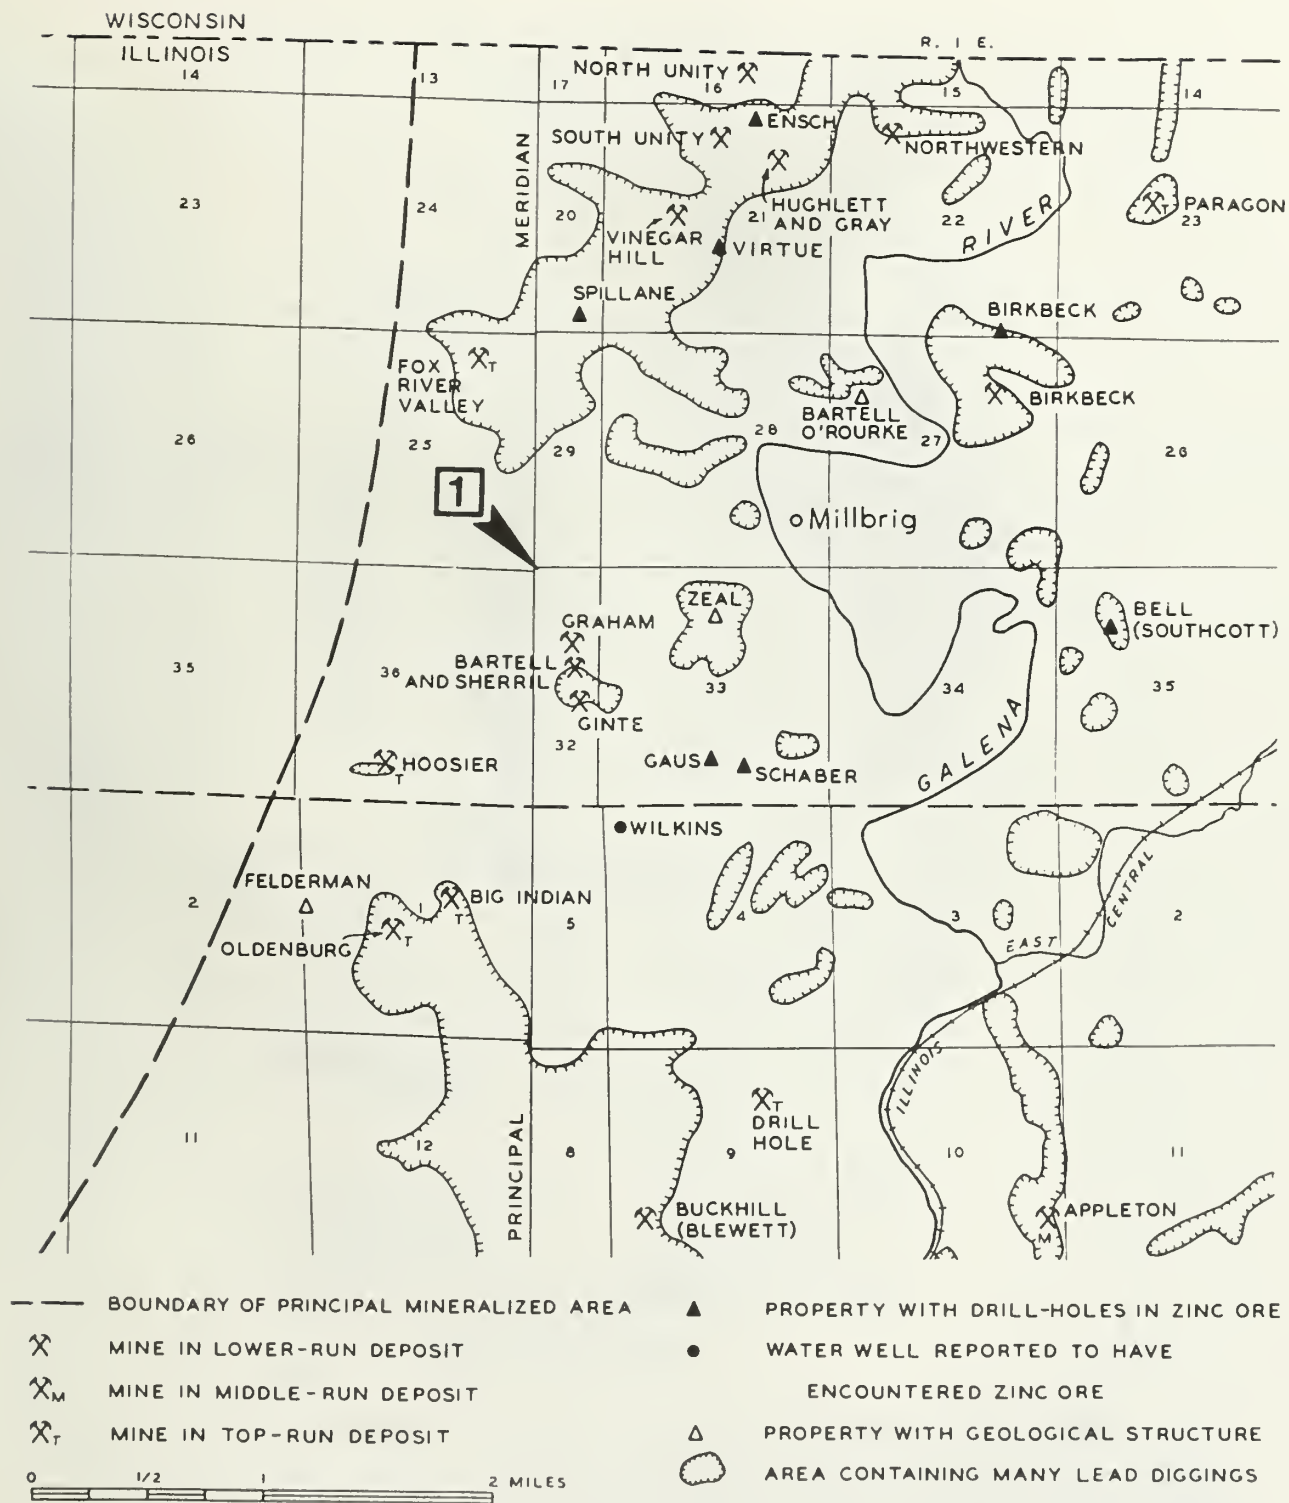 WISCONSIN
ILLINOIS
R. I E.
14
13
17
NORTH UNITY
16
15
14
ENSCH
SOUTH UNITY
NORTHWESTERN
MERIDIAN
23
24
20
HUGHLETT
AND GRAY
21
22
RIVER
PARAGON
T
23
VINEGAR
HILL
VIRTUE
SPILLANE
BIRKBECK
FOX
RIVER
VALLEY
T
BARTELL
O'ROURKE
BIRKBECK
26
25
29
28
27
26
1
Millbrig
ZEAL
GRAHAM
BELL
(SOUTHCOTT)
35
36
BARTELL
AND SHERRIL
33
34
35
GINTE
32
GALENA
HOOSIER
T
GAUS
SCHABER
WILKINS
FELDERMAN
BIG INDIAN
T
2
1
5
4
3
2
OLDENBURG
T
EAST
CENTRAL
ILLINOIS
DRILL
HOLE
T
11
12
PRINCIPAL
8
9
10
11
BUCKHILL
(BLEWETT)
APPLETON
M
BOUNDARY OF PRINCIPAL MINERALIZED AREA
MINE IN LOWER-RUN DEPOSIT
M MINE IN MIDDLE-RUN DEPOSIT
T MINE IN TOP-RUN DEPOSIT
0 1/2 1 2 MILES
PROPERTY WITH DRILL-HOLES IN ZINC ORE
WATER WELL REPORTED TO HAVE
ENCOUNTERED ZINC ORE
PROPERTY WITH GEOLOGICAL STRUCTURE
AREA CONTAINING MANY LEAD DIGGINGS